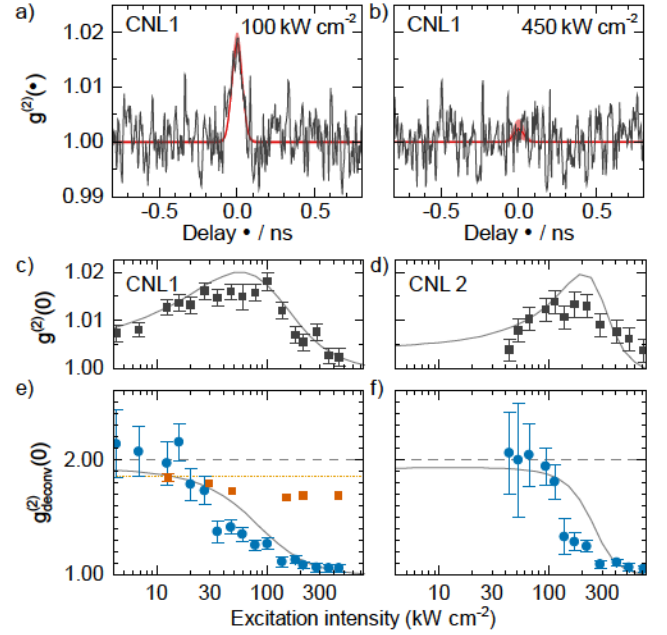 a) CNL1 100 kW cm⁻² b) CNL1 450 kW cm⁻²
1.02
1.01
1.00
0.99
g⁽²⁾(•)
-0.5 0.0 0.5 -0.5 0.0 0.5
Delay • / ns Delay • / ns
c) CNL1 d) CNL 2
1.02
1.00
g⁽²⁾(0)
e) f)
2.00
1.00
g⁽²⁾deconv(0)
10 30 100 300 10 30 100 300
Excitation intensity (kW cm⁻²)